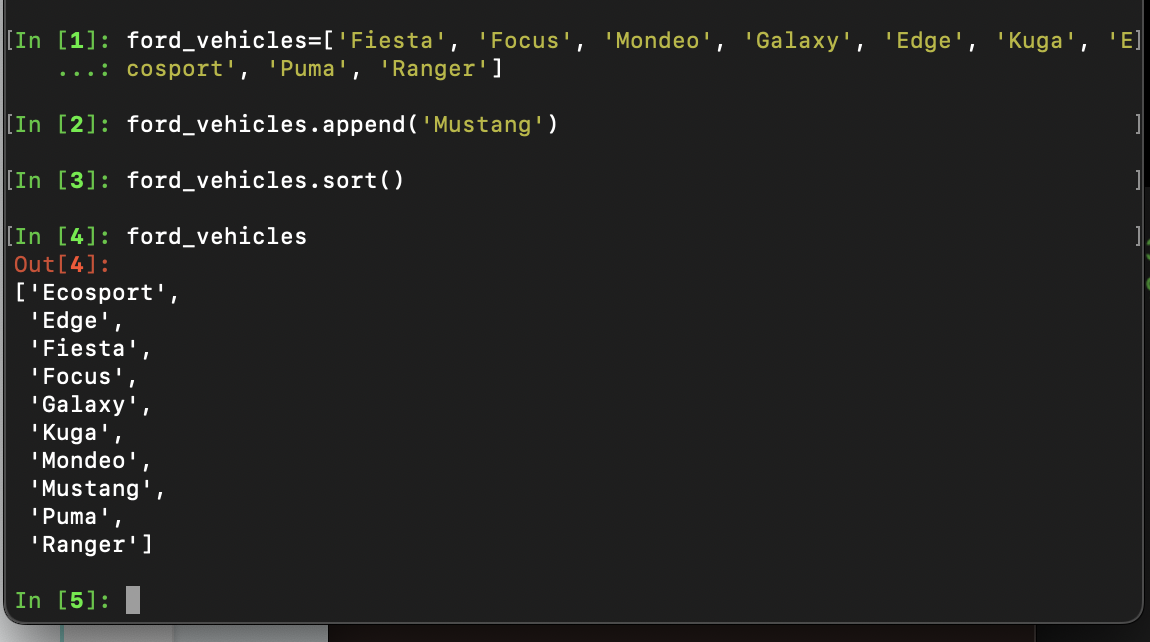 [In [1]: ford_vehicles=['Fiesta', 'Focus', 'Mondeo', 'Galaxy', 'Edge', 'Kuga', 'E]
...: cosport', 'Puma', 'Ranger']
[In [2]: ford_vehicles.append('Mustang') ]
[In [3]: ford_vehicles.sort() ]
[In [4]: ford_vehicles ]
Out[4]:
['Ecosport',
'Edge',
'Fiesta',
'Focus',
'Galaxy',
'Kuga',
'Mondeo',
'Mustang',
'Puma',
'Ranger']
In [5]: